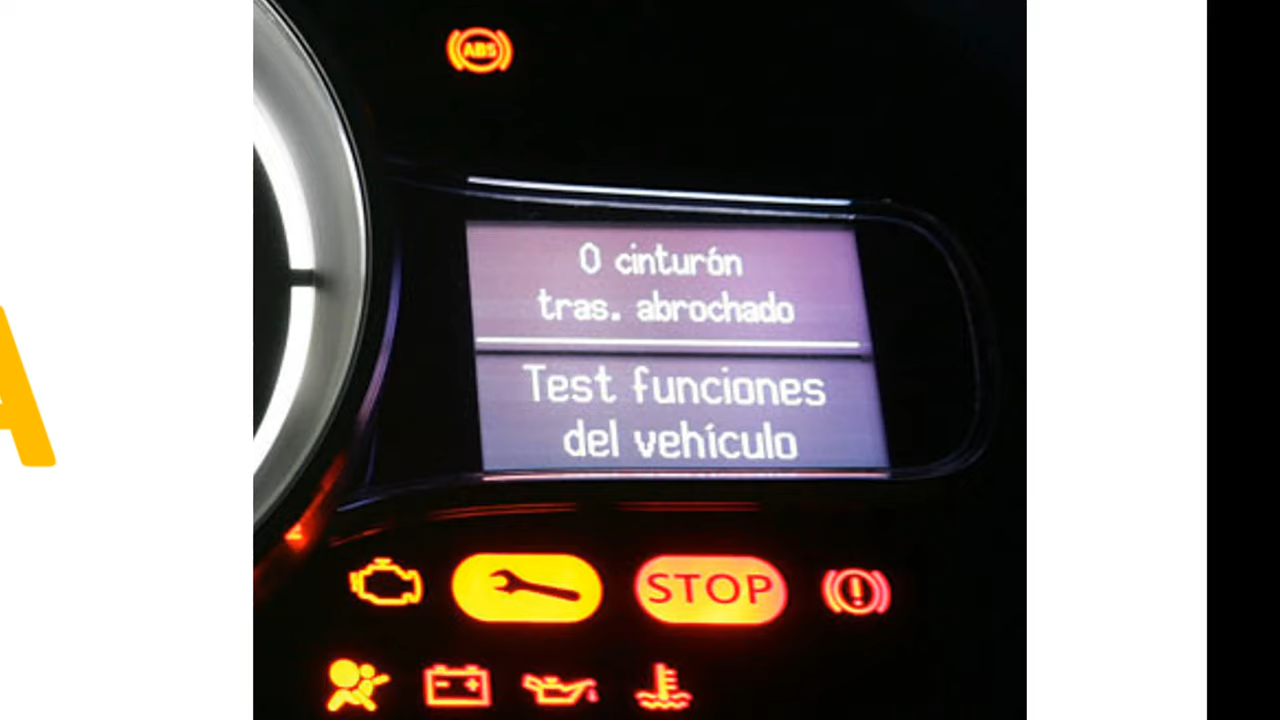 A
ABS
0 cinturón
tras. abrochado
Test funciones
del vehículo
STOP